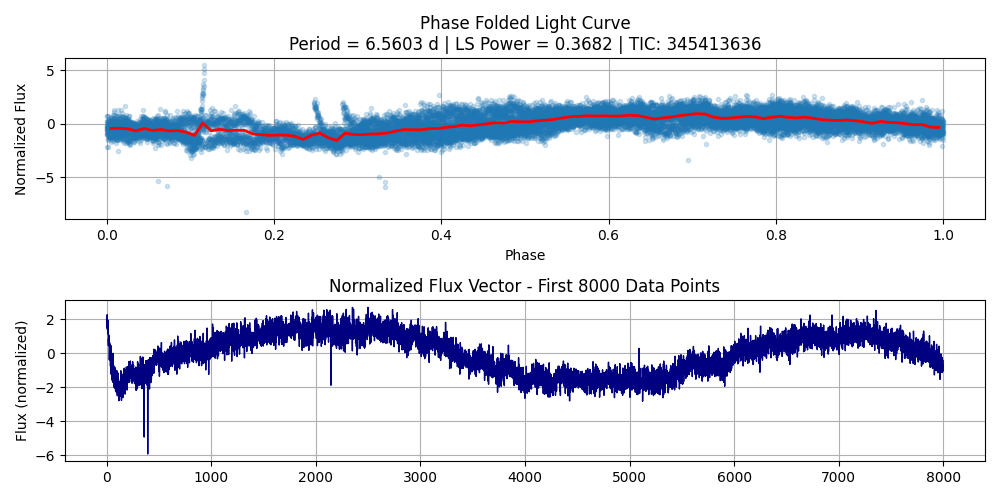 Phase Folded Light Curve
Period = 6.5603 d | LS Power = 0.3682 | TIC: 345413636
Normalized Flux
5
0
−5
0.0 0.2 0.4 0.6 0.8 1.0
Phase
Normalized Flux Vector - First 8000 Data Points
Flux (normalized)
2
0
−2
−4
−6
0 1000 2000 3000 4000 5000 6000 7000 8000